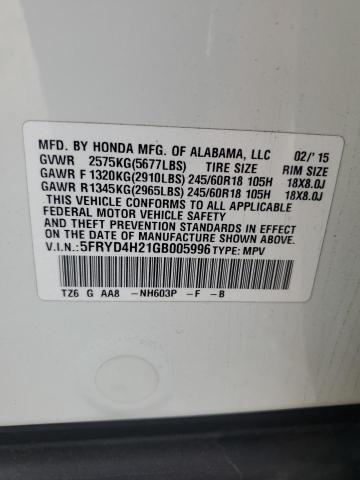 MFD. BY HONDA MFG. OF ALABAMA, LLC 02/' 15
GVWR 2575KG(5677LBS) TIRE SIZE RIM SIZE
GAWR F 1320KG(2910LBS) 245/60R18 105H 18X8.0J
GAWR R 1345KG(2965LBS) 245/60R18 105H 18X8.0J
THIS VEHICLE CONFORMS TO ALL APPLICABLE
FEDERAL MOTOR VEHICLE SAFETY, BUMPER,
AND THEFT PREVENTION STANDARDS IN EFFECT
ON THE DATE OF MANUFACTURE SHOWN ABOVE.
V.I.N.: 5FRYD4H21GB005996 TYPE: MPV
TZ6 G AA8 -NH603P -F -B